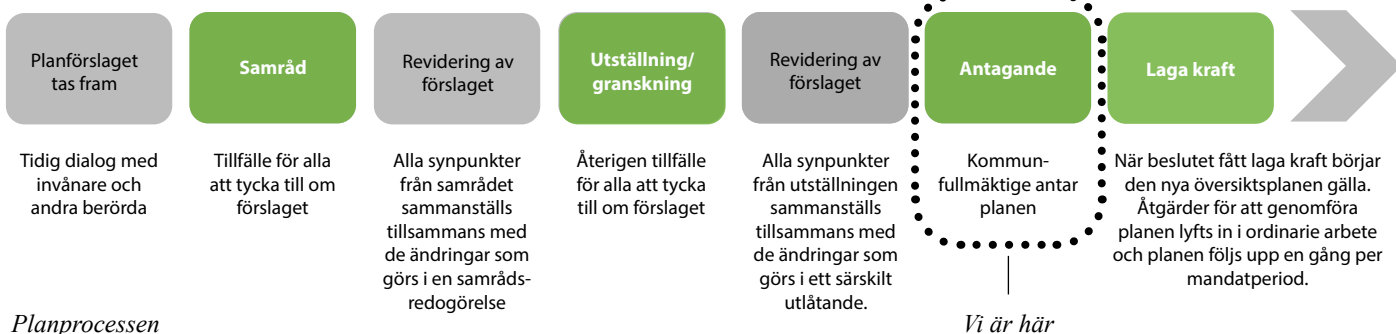 Planförslaget
tas fram
Samråd
Revidering av
förslaget
Utställning/
granskning
Revidering av
förslaget
Antagande
Laga kraft
Tidig dialog med
invånare och
andra berörda
Tillfälle för alla
att tycka till om
förslaget
Alla synpunkter
från samrådet
sammanställs
tillsammans med
de ändringar som
görs i en samråds-
redogörelse
Återigen tillfälle
för alla att tycka
till om förslaget
Alla synpunkter
från utställningen
sammanställs
tillsammans med
de ändringar som
görs i ett särskilt
utlåtande.
Kommun-
fullmäktige antar
planen
När beslutet fått laga kraft börjar
den nya översiktsplanen gälla.
Åtgärder för att genomföra
planen lyfts in i ordinarie arbete
och planen följs upp en gång per
mandatperiod.
Planprocessen
Vi är här